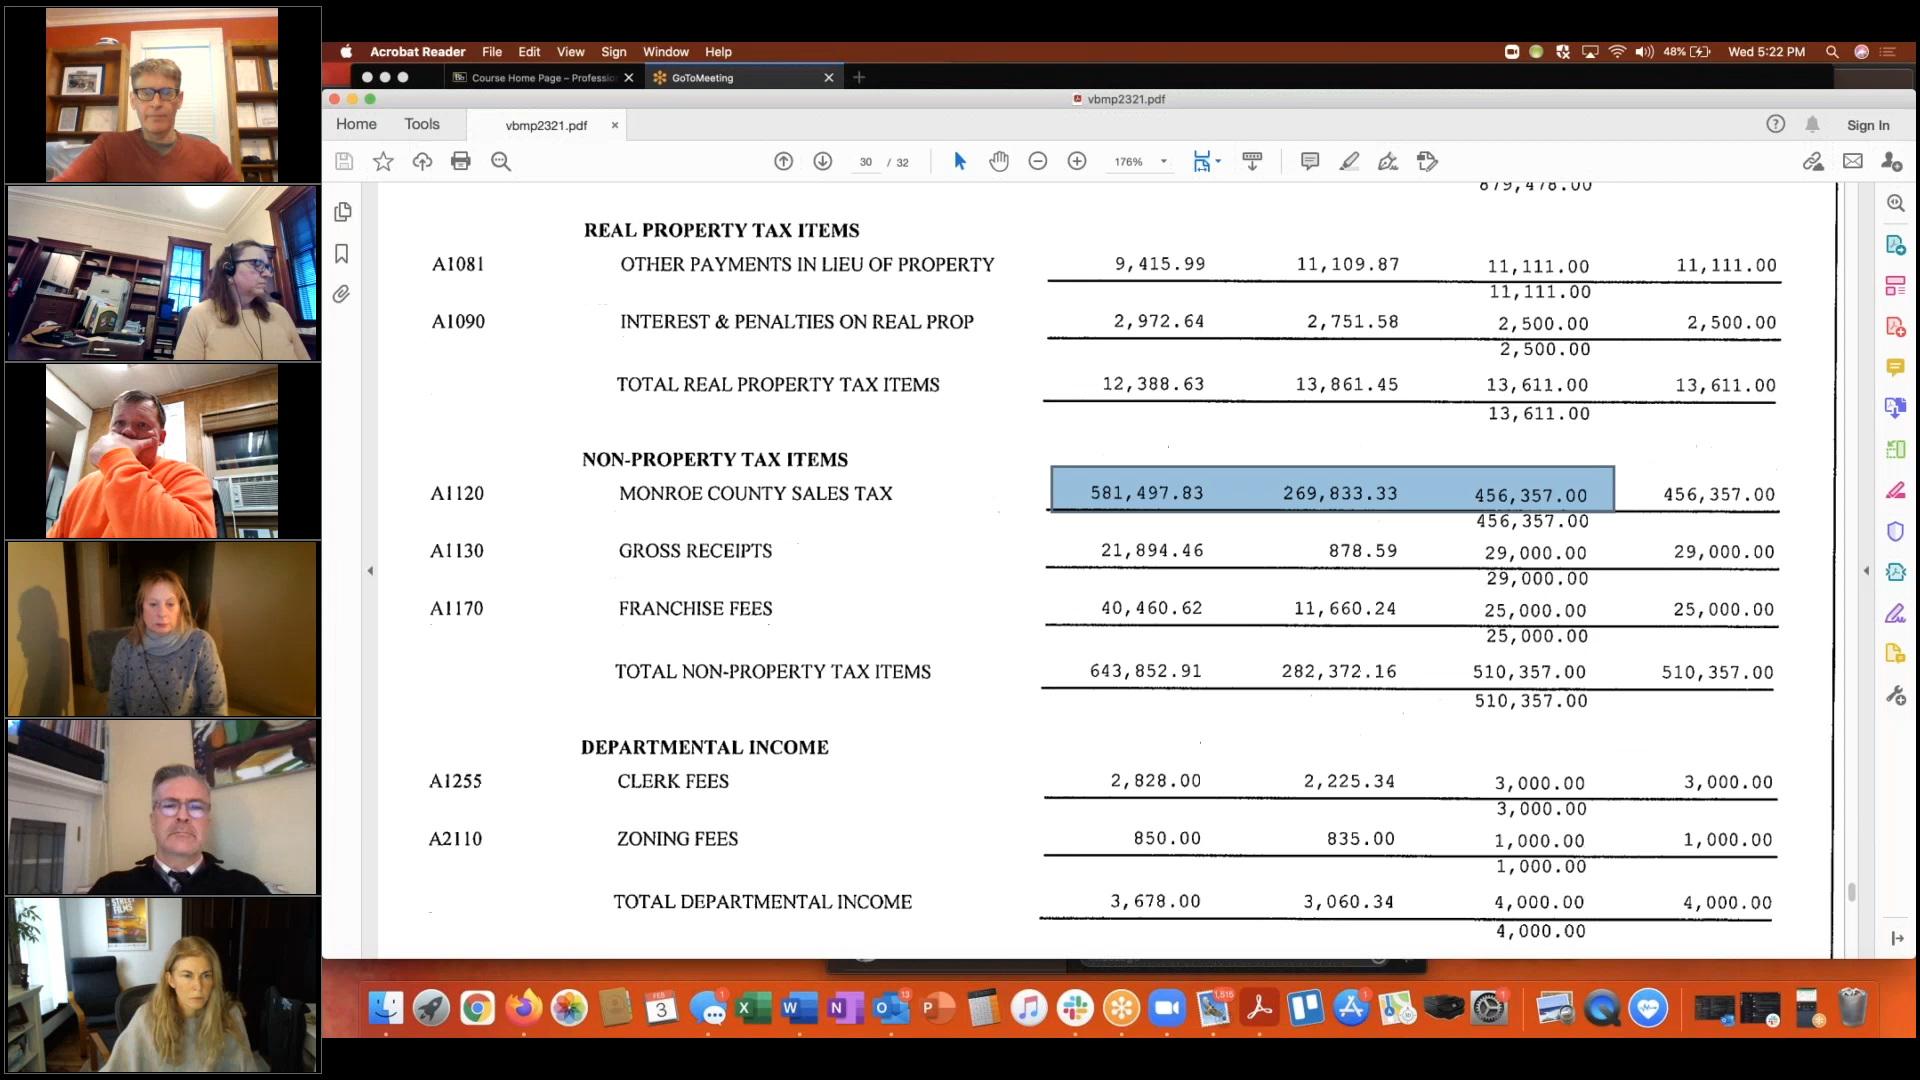 Acrobat Reader File Edit View Sign Window Help 48% Wed 5:22 PM
Course Home Page – Professio GoToMeeting
vbmp2321.pdf
Home Tools vbmp2321.pdf Sign In
30 / 32 176%
879,478.00
REAL PROPERTY TAX ITEMS
A1081 OTHER PAYMENTS IN LIEU OF PROPERTY 9,415.99 11,109.87 11,111.00 11,111.00
11,111.00
A1090 INTEREST & PENALTIES ON REAL PROP 2,972.64 2,751.58 2,500.00 2,500.00
2,500.00
TOTAL REAL PROPERTY TAX ITEMS 12,388.63 13,861.45 13,611.00 13,611.00
13,611.00
NON-PROPERTY TAX ITEMS
A1120 MONROE COUNTY SALES TAX 581,497.83 269,833.33 456,357.00 456,357.00
456,357.00
A1130 GROSS RECEIPTS 21,894.46 878.59 29,000.00 29,000.00
29,000.00
A1170 FRANCHISE FEES 40,460.62 11,660.24 25,000.00 25,000.00
25,000.00
TOTAL NON-PROPERTY TAX ITEMS 643,852.91 282,372.16 510,357.00 510,357.00
510,357.00
DEPARTMENTAL INCOME
A1255 CLERK FEES 2,828.00 2,225.34 3,000.00 3,000.00
3,000.00
A2110 ZONING FEES 850.00 835.00 1,000.00 1,000.00
1,000.00
TOTAL DEPARTMENTAL INCOME 3,678.00 3,060.34 4,000.00 4,000.00
4,000.00
FEB
3
STREET
FILMS